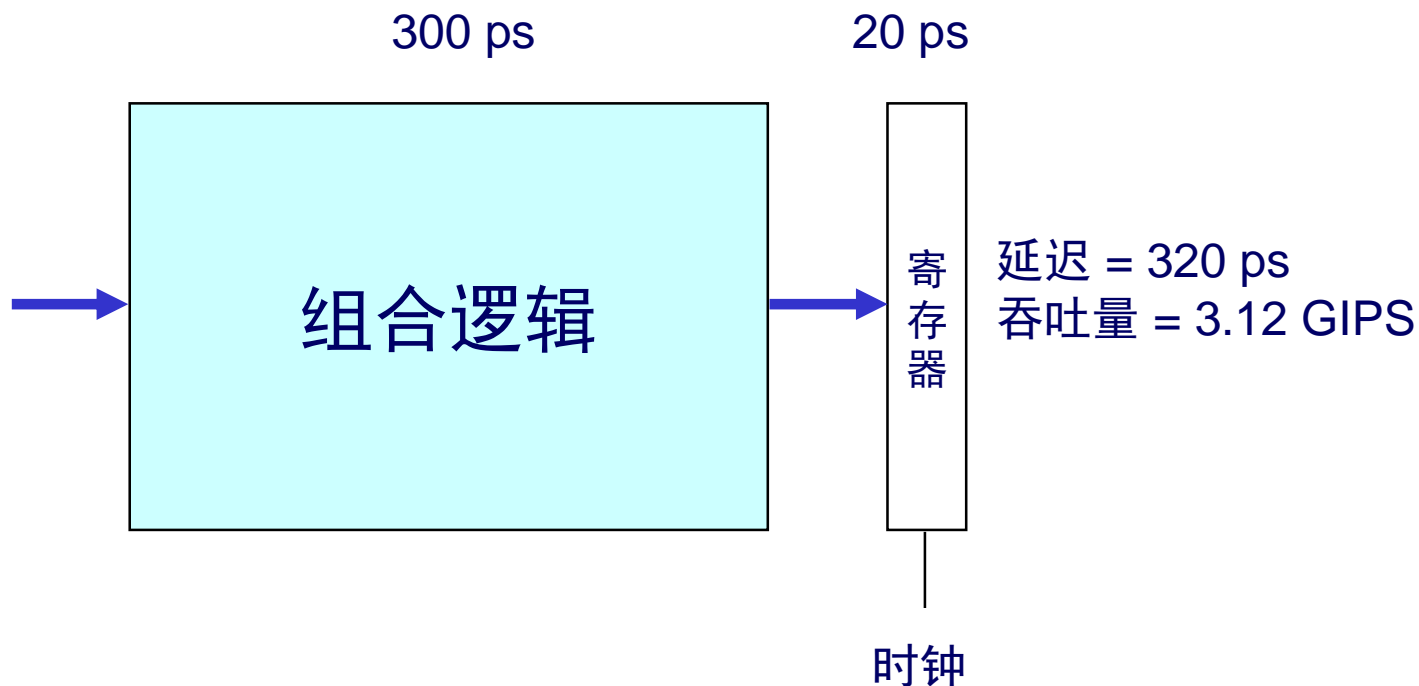 300 ps
20 ps
组合逻辑
寄
存
器
延迟 = 320 ps
吞吐量 = 3.12 GIPS
时钟